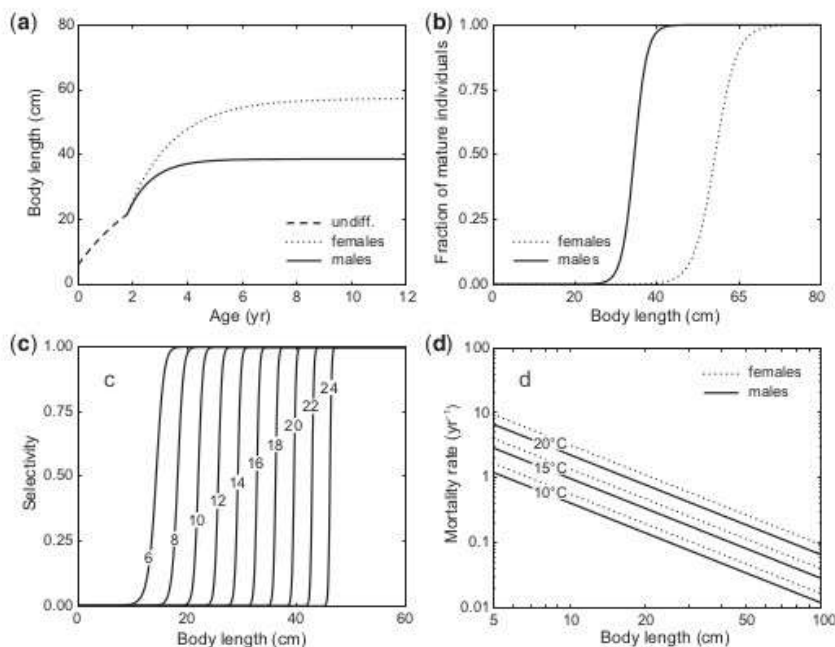 (a)
80
60
40
20
0
Body length (cm)
undiff.
females
males
0 2 4 6 8 10 12
Age (yr)
(b)
1.00
0.75
0.50
0.25
0.00
Fraction of mature individuals
females
males
0 20 40 65 80
Body length (cm)
(c)
1.00
0.75
0.50
0.25
0.00
Selectivity
c
24
22
20
18
16
14
12
10
8
6
0 20 40 60
Body length (cm)
(d)
100
10
1
0.1
0.01
Mortality rate (yr⁻¹)
females
males
d
20°C
15°C
10°C
5 10 20 50 100
Body length (cm)